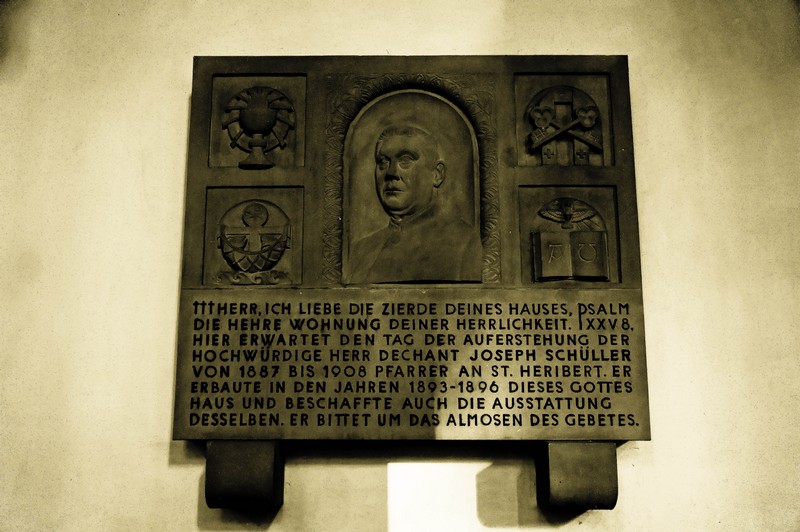 ††† HERR, ICH LIEBE DIE ZIERDE DEINES HAUSES, PSALM
DIE HEHRE WOHNUNG DEINER HERRLICHKEIT. XXV 8.
HIER ERWARTET DEN TAG DER AUFERSTEHUNG DER
HOCHWÜRDIGE HERR DECHANT JOSEPH SCHÜLLER
VON 1887 BIS 1908 PFARRER AN ST. HERIBERT. ER
ERBAUTE IN DEN JAHREN 1893-1896 DIESES GOTTES
HAUS UND BESCHAFFTE AUCH DIE AUSSTATTUNG
DESSELBEN. ER BITTET UM DAS ALMOSEN DES GEBETES.